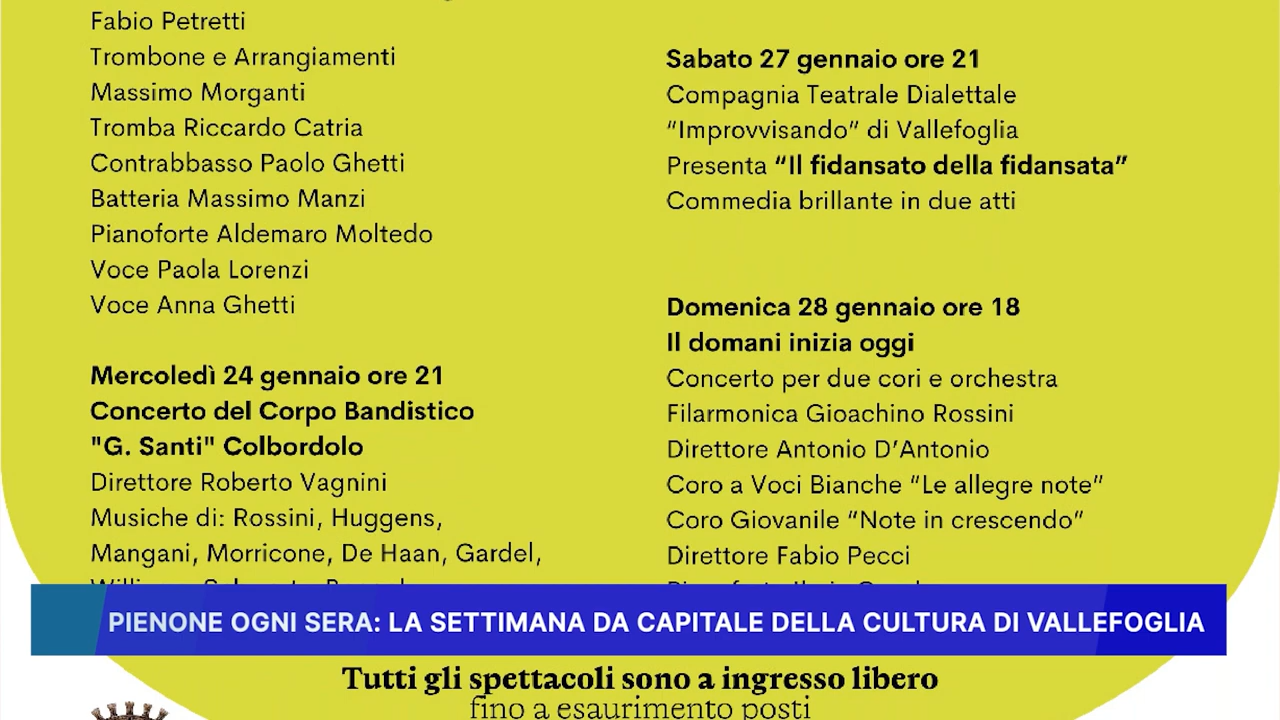 Fabio Petretti
Trombone e Arrangiamenti
Massimo Morganti
Tromba Riccardo Catria
Contrabbasso Paolo Ghetti
Batteria Massimo Manzi
Pianoforte Aldemaro Moltedo
Voce Paola Lorenzi
Voce Anna Ghetti
Mercoledì 24 gennaio ore 21
Concerto del Corpo Bandistico
"G. Santi" Colbordolo
Direttore Roberto Vagnini
Musiche di: Rossini, Huggens,
Mangani, Morricone, De Haan, Gardel,
Sabato 27 gennaio ore 21
Compagnia Teatrale Dialettale
“Improvvisando” di Vallefoglia
Presenta “Il fidansato della fidansata”
Commedia brillante in due atti
Domenica 28 gennaio ore 18
Il domani inizia oggi
Concerto per due cori e orchestra
Filarmonica Gioachino Rossini
Direttore Antonio D’Antonio
Coro a Voci Bianche “Le allegre note”
Coro Giovanile “Note in crescendo”
Direttore Fabio Pecci
PIENONE OGNI SERA: LA SETTIMANA DA CAPITALE DELLA CULTURA DI VALLEFOGLIA
Tutti gli spettacoli sono a ingresso libero
fino a esaurimento posti